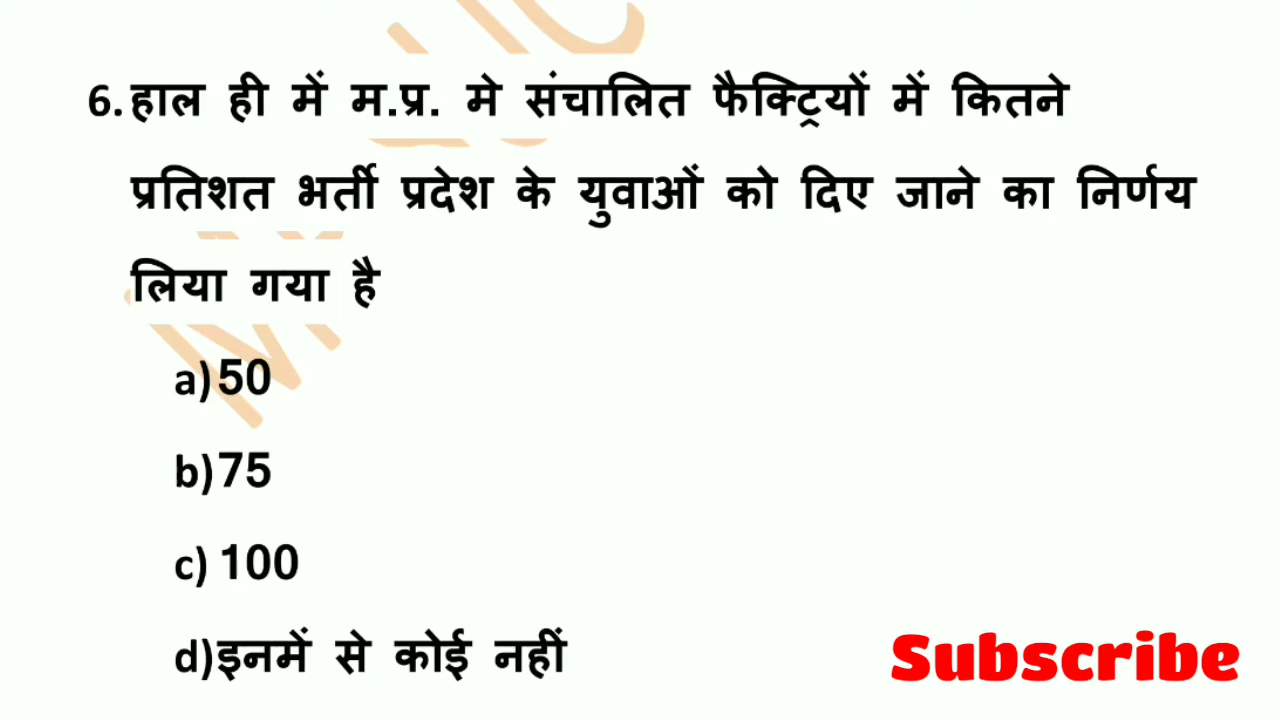 6. हाल ही में म.प्र. मे संचालित फैक्ट्रियों में कितने
प्रतिशत भर्ती प्रदेश के युवाओं को दिए जाने का निर्णय
लिया गया है
a) 50
b) 75
c) 100
d) इनमें से कोई नहीं
Subscribe